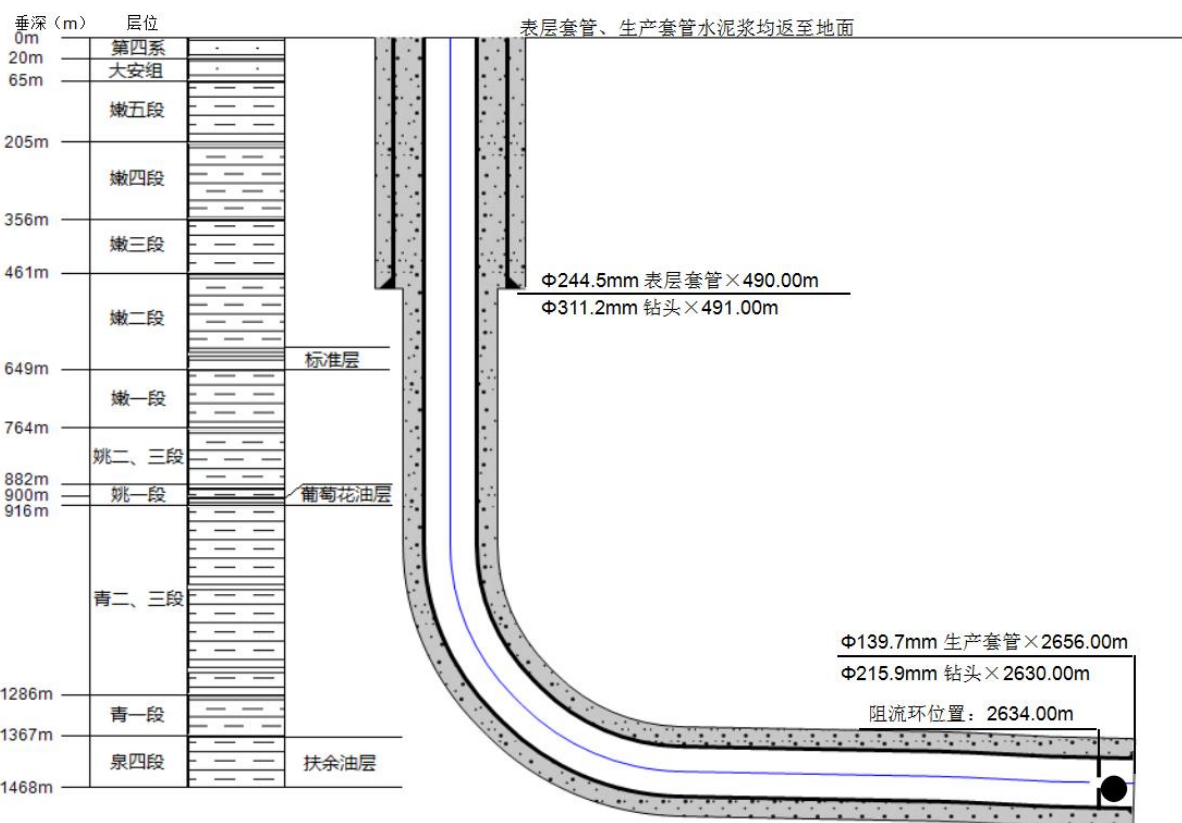 垂深（m） 层位
表层套管、生产套管水泥浆均返至地面
0m
第四系
20m
大安组
65m
嫩五段
205m
嫩四段
356m
嫩三段
461m
Φ244.5mm 表层套管×490.00m
Φ311.2mm 钻头×491.00m
嫩二段
标准层
649m
嫩一段
764m
姚二、三段
882m
900m
姚一段
葡萄花油层
916m
青二、三段
Φ139.7mm 生产套管×2656.00m
Φ215.9mm 钻头×2630.00m
1286m
青一段
阻流环位置：2634.00m
1367m
泉四段
扶余油层
1468m